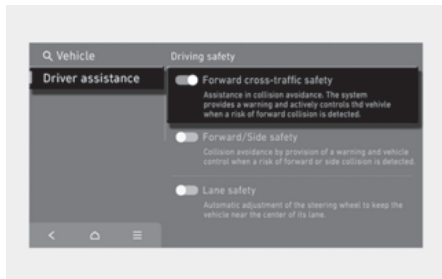 Vehicle
Driving safety
Driver assistance
Forward cross-traffic safety
Assistance in collision avoidance. The system
provides a warning and actively controls thd vehivle
when a risk of forward collision is detected.
Forward/Side safety
Collision avoidance by provision of a warning and vehicle
control when a risk of forward or side collision is detected.
Lane safety
Automatic adjustment of the steering wheel to keep the
vehicle near the center of its lane.